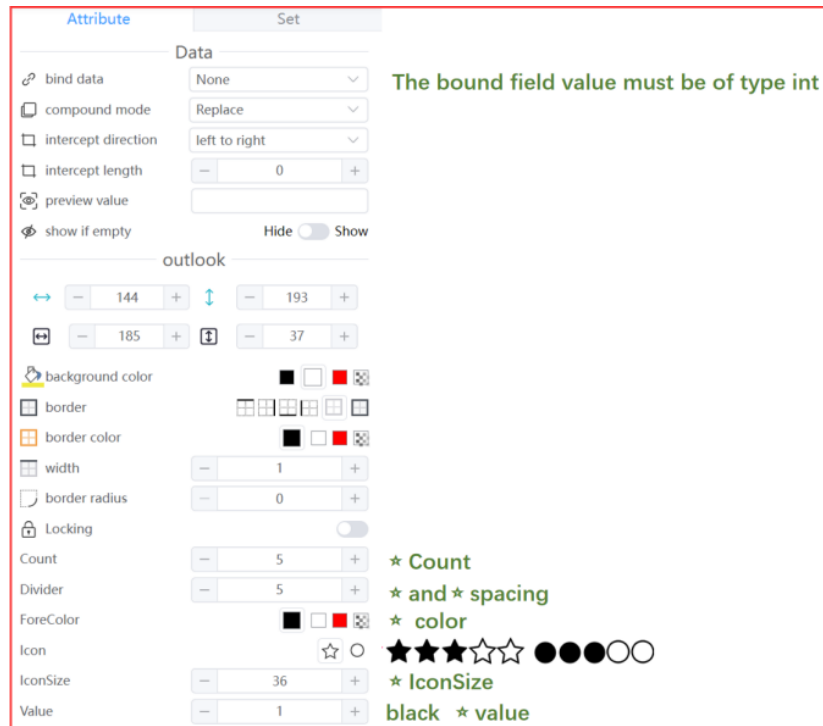 Attribute Set
Data
bind data None The bound field value must be of type int
compound mode Replace
intercept direction left to right
intercept length − 0 +
preview value
show if empty Hide Show
outlook
− 144 + − 193 +
− 185 + − 37 +
background color
border
border color
width − 1 +
border radius − 0 +
Locking
Count − 5 + ☆ Count
Divider − 5 + ☆ and ☆ spacing
ForeColor ☆ color
Icon ☆ ○ ★★★☆☆ ●●●○○
IconSize − 36 + ☆ IconSize
Value − 1 + black ☆ value